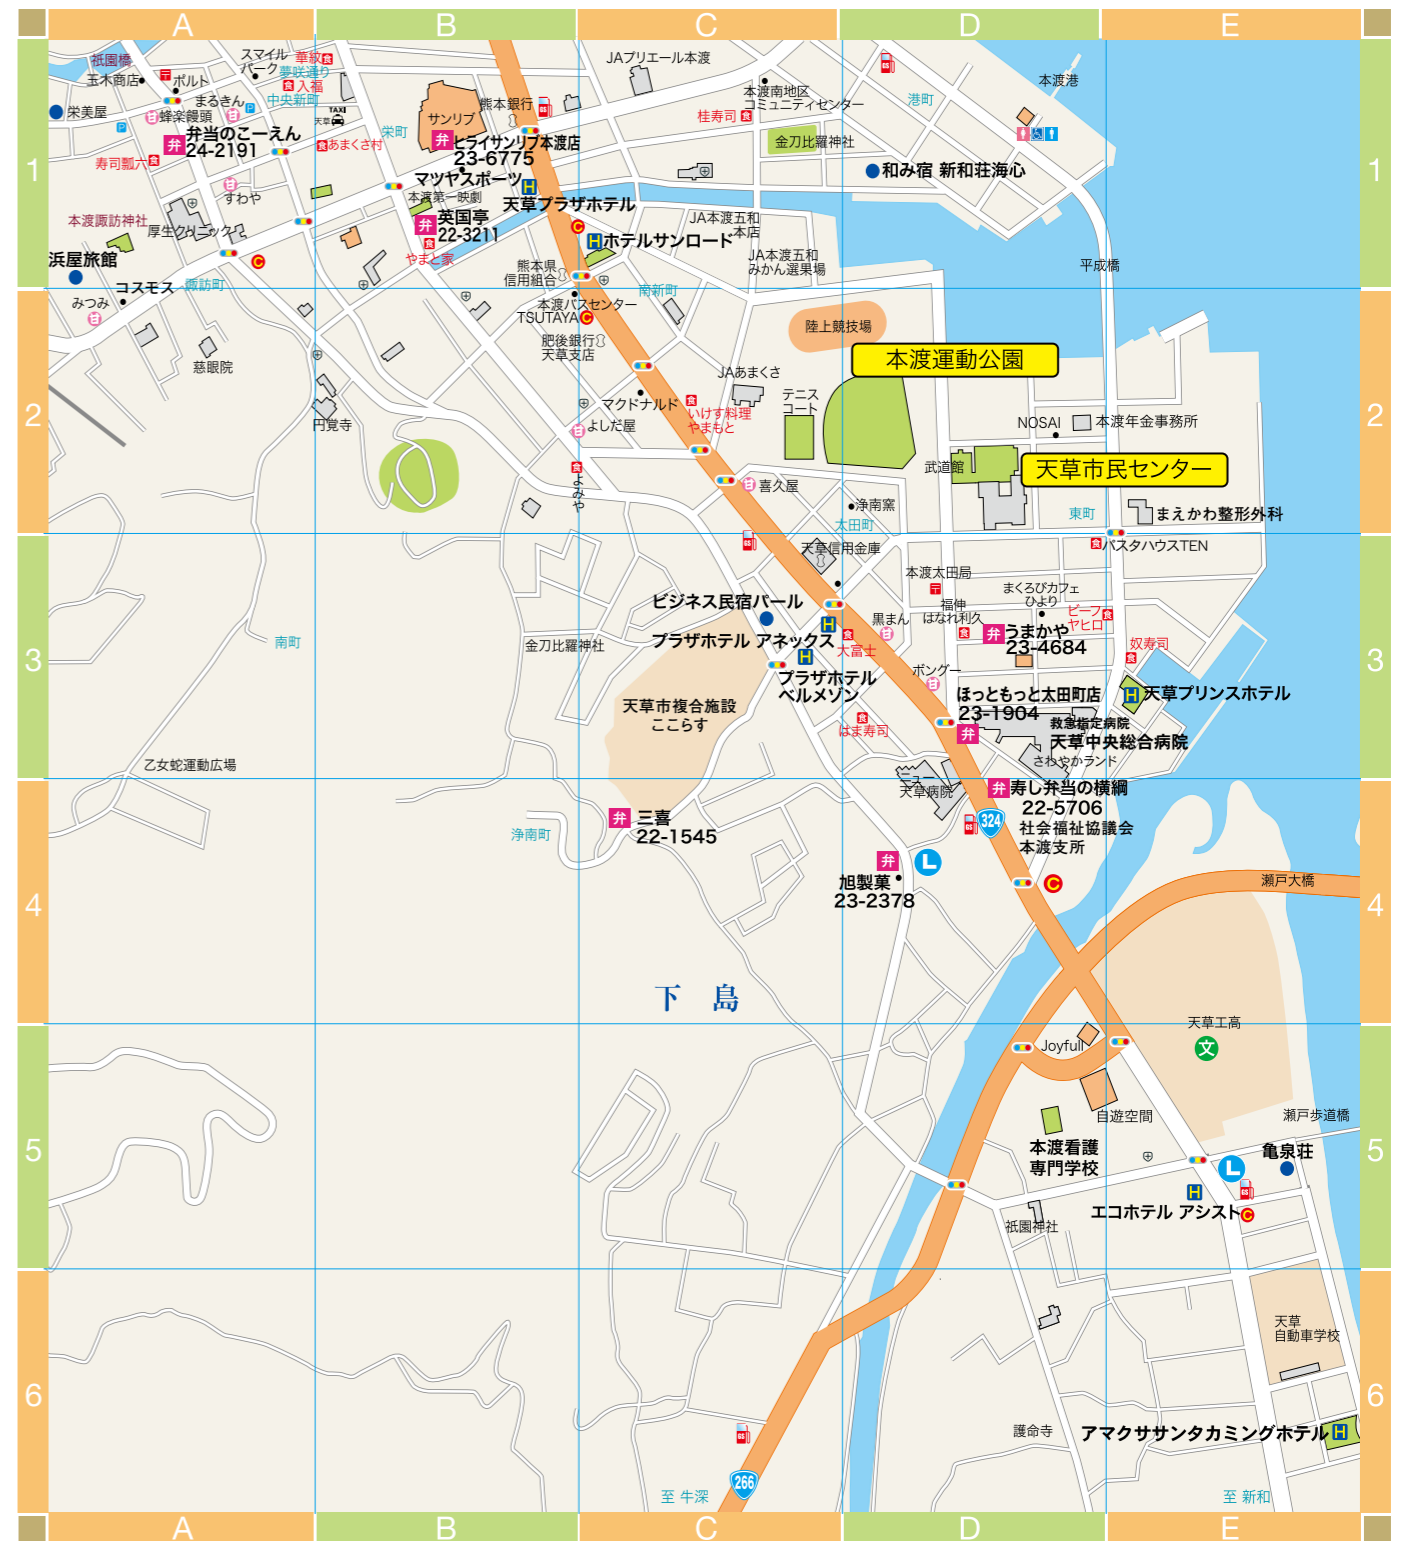 A
B
C
D
E
1
祇園橋
玉木商店
ポルト
栄美屋
スマイル
パーク
華紋
夢咲通り
入福
中央新町
まるきん
蜂楽饅頭
弁当のこーえん
24-2191
寿司瓢六
すわや
TAXI
天草
あまくさ村
栄町
サンリブ
熊本銀行
ヒライサンリブ本渡店
23-6775
マツヤスポーツ
本渡第一映劇
英国亭
22-3211
やまと家
天草プラザホテル
ホテルサンロード
JAプリエール本渡
本渡南地区
コミュニティセンター
桂寿司
金刀比羅神社
港町
本渡港
和み宿 新和荘海心
1
本渡諏訪神社
厚生クリニック
浜屋旅館
コスモス
諏訪町
みつみ
慈眼院
熊本県
信用組合
JA本渡五和
本店
JA本渡五和
みかん選果場
南新町
平成橋
本渡バスセンター
TSUTAYA
肥後銀行
天草支店
陸上競技場
本渡運動公園
2
円覚寺
マクドナルド
よしだ屋
JAあまくさ
いけす料理
やまもと
テニス
コート
NOSAI
本渡年金事務所
2
武道館
天草市民センター
よみや
喜久屋
浄南窯
太田町
東町
まえかわ整形外科
天草信用金庫
パスタハウスTEN
本渡太田局
まくろびカフェ
ひより
ビーフ
ヤヒロ
福伸
はなれ利久
黒まん
うまかや
23-4684
奴寿司
3
南町
金刀比羅神社
ビジネス民宿パール
プラザホテル アネックス
大富士
プラザホテル
ベルメゾン
ボングー
天草プリンスホテル
3
天草市複合施設
ここらす
はま寿司
ほっともっと太田町店
23-1904
救急指定病院
天草中央総合病院
さわやかランド
乙女蛇運動広場
ニュー
天草病院
寿し弁当の横綱
22-5706
社会福祉協議会
本渡支所
324
浄南町
三喜
22-1545
旭製菓
23-2378
4
瀬戸大橋
4
下 島
天草工高
文
Joyfull
自遊空間
瀬戸歩道橋
5
本渡看護
専門学校
亀泉荘
5
エコホテル アシスト
祇園神社
天草
自動車学校
6
護命寺
アマクササンタカミングホテル
6
266
至 牛深
至 新和
A
B
C
D
E